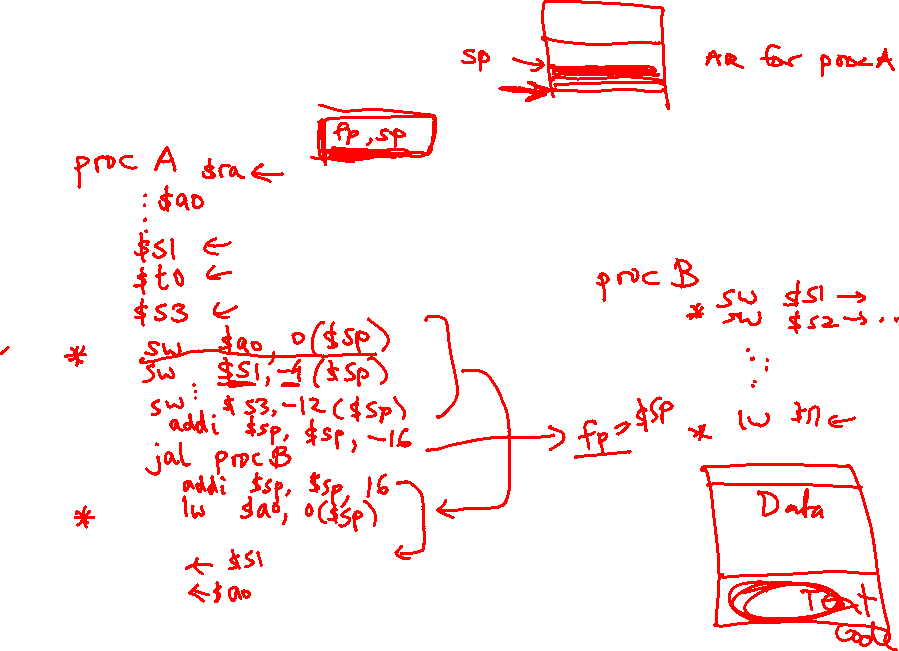 sp → AR for proc A
fp, sp
proc A $ra ←
: $a0
$s1 ←
$t0 ←
$s3 ←
* sw $a0, 0($sp)
sw $s1, -4($sp)
sw $s3, -12($sp)
addi $sp, $sp, -16
jal proc B
addi $sp, $sp, 16
* lw $a0, 0($sp)
← $s1
← $a0
proc B
* sw $s1 →
sw $s2 → ..
fp = $sp
* lw
Data
Text
Code